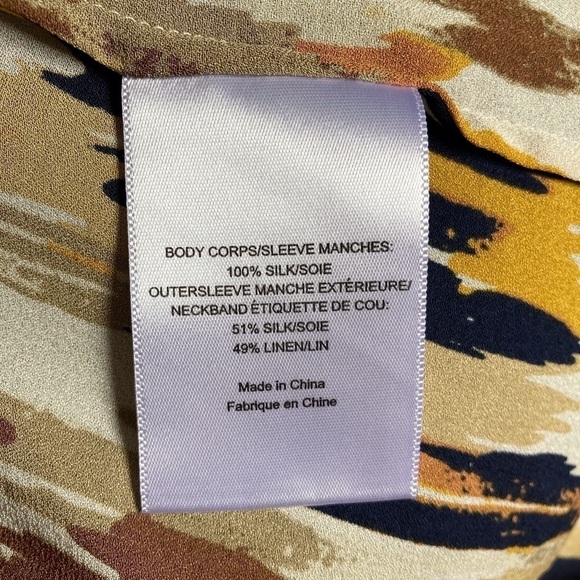 BODY CORPS/SLEEVE MANCHES:
100% SILK/SOIE
OUTERSLEEVE MANCHE EXTÉRIEURE/
NECKBAND ÉTIQUETTE DE COU:
51% SILK/SOIE
49% LINEN/LIN
Made in China
Fabrique en Chine